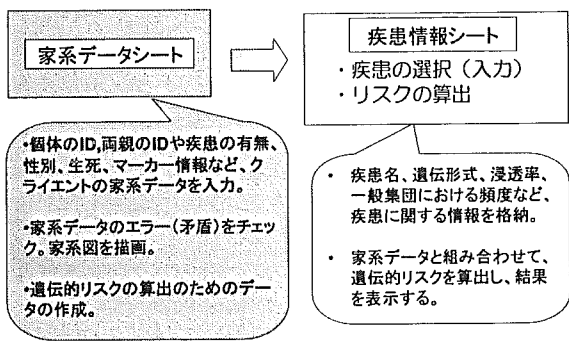 家系データシート
疾患情報シート
・疾患の選択（入力）
・リスクの算出
・個体のID,両親のIDや疾患の有無、
性別、生死、マーカー情報など、ク
ライエントの家系データを入力。
・家系データのエラー（矛盾）をチェッ
ク。家系図を描画。
・遺伝的リスクの算出のためのデー
タの作成。
・ 疾患名、遺伝形式、浸透率、
一般集団における頻度など、
疾患に関する情報を格納。
・ 家系データと組み合わせて、
遺伝的リスクを算出し、結果
を表示する。